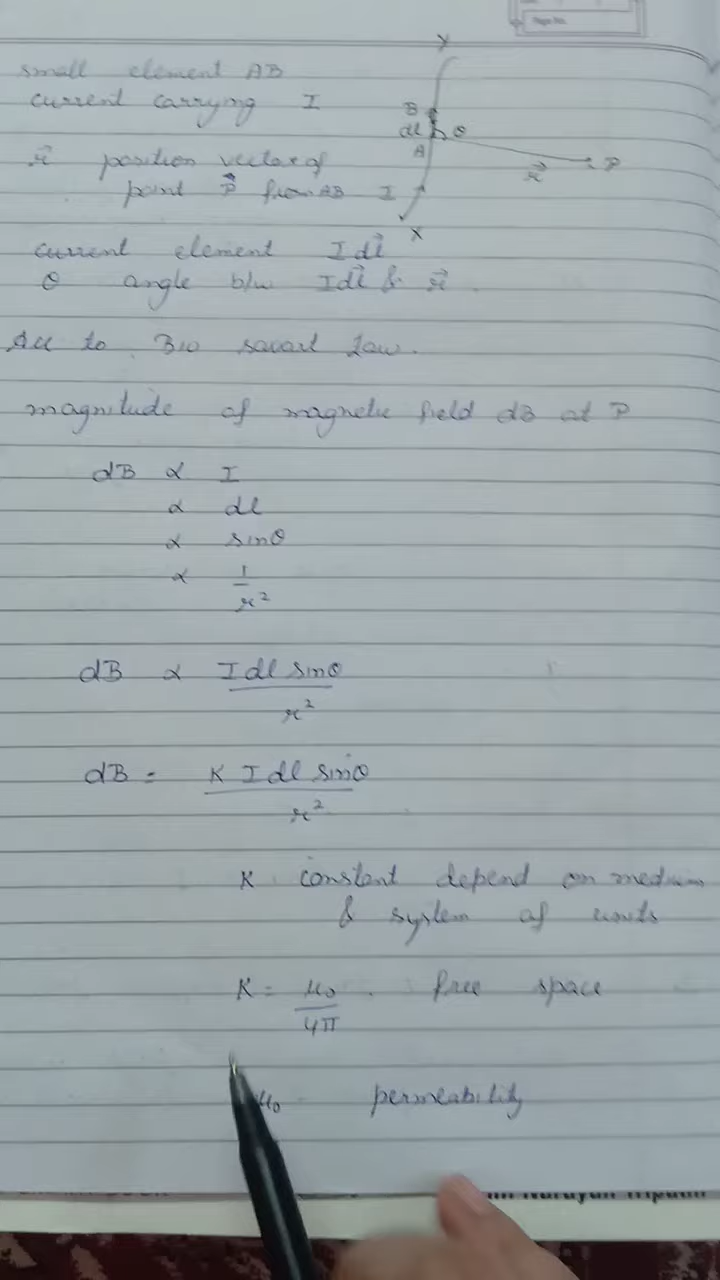 small element AB
current carrying I
r⃗ position vector of
point P⃗ from AB
Y
B
dl
θ
A
r⃗
P
I
X
current element I dl⃗
θ angle b/w I dl⃗ & r⃗.
Acc to Bio savart Law.
magnitude of magnetic field dB at P
dB ∝ I
∝ dl
∝ sinθ
∝ 1/r²
dB ∝ I dl sinθ / r²
dB = K I dl sinθ / r²
K constant depend on medium
& system of units
K = μ₀/4π . free space
μ₀ permeability